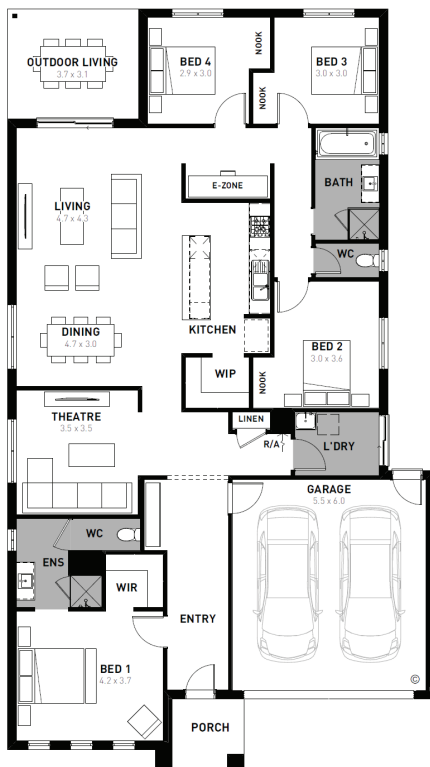 OUTDOOR LIVING
3.7 x 3.1
BED 4
2.9 x 3.0
NOOK
BED 3
3.0 x 3.0
NOOK
E-ZONE
BATH
LIVING
4.7 x 4.3
WC
KITCHEN
DINING
4.7 x 3.0
BED 2
3.0 x 3.6
WIP
NOOK
THEATRE
3.5 x 3.5
LINEN
R/A
L'DRY
GARAGE
5.5 x 6.0
WC
ENS
WIR
ENTRY
BED 1
4.2 x 3.7
©
PORCH